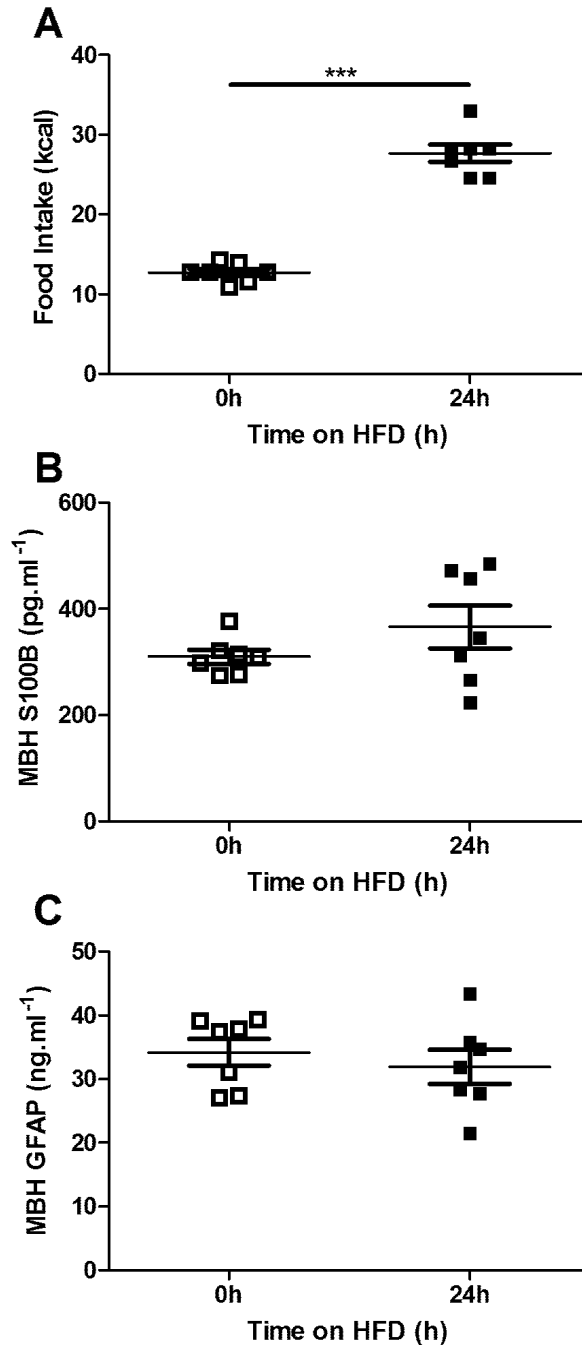 A
***
40
30
20
10
0
Food Intake (kcal)
0h 24h
Time on HFD (h)
B
600
400
200
0
MBH S100B (pg.ml⁻¹)
0h 24h
Time on HFD (h)
C
50
40
30
20
10
0
MBH GFAP (ng.ml⁻¹)
0h 24h
Time on HFD (h)